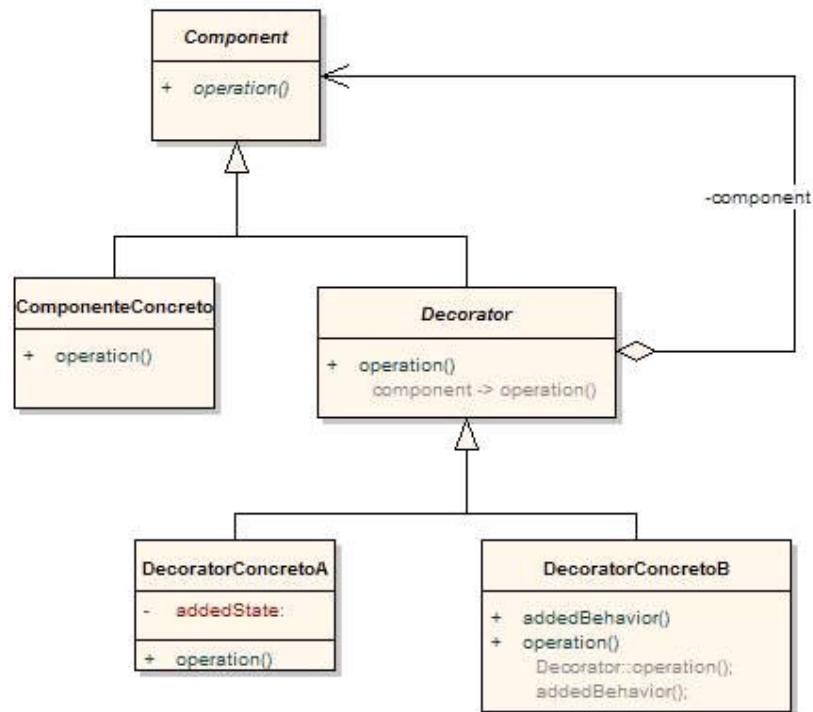 Component
+ operation()
-component
ComponenteConcreto
+ operation()
Decorator
+ operation()
component -> operation()
DecoratorConcretoA
- addedState:
+ operation()
DecoratorConcretoB
+ addedBehavior()
+ operation()
Decorator::operation();
addedBehavior();